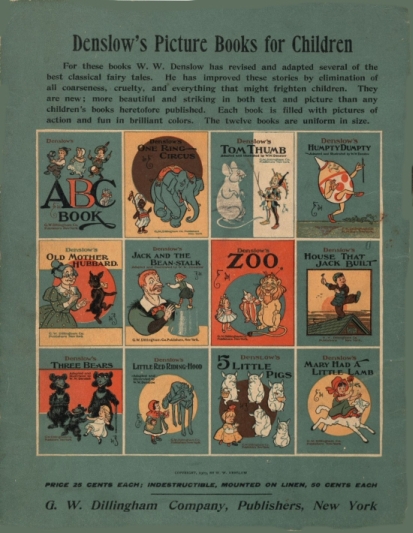 Denslow's Picture Books for Children
For these books W. W. Denslow has revised and adapted several of the
best classical fairy tales. He has improved these stories by elimination of
all coarseness, cruelty, and everything that might frighten children. They
are new; more beautiful and striking in both text and picture than any
children's books heretofore published. Each book is filled with pictures of
action and fun in brilliant colors. The twelve books are uniform in size.
Denslow's
ABC
BOOK
Denslow's
ONE RING
CIRCUS
Denslow's
TOM THUMB
Denslow's
HUMPTY DUMPTY
Denslow's
OLD MOTHER
HUBBARD
Denslow's
JACK AND THE
BEAN-STALK
G. W. Dillingham Co. Publishers, New York.
Denslow's
ZOO
Denslow's
HOUSE THAT
JACK BUILT
Denslow's
THREE BEARS
Denslow's
LITTLE RED RIDING-HOOD
Denslow's
5 LITTLE
PIGS
Denslow's
MARY HAD A
LITTLE LAMB
PRICE 25 CENTS EACH; INDESTRUCTIBLE, MOUNTED ON LINEN, 50 CENTS EACH
G. W. Dillingham Company, Publishers, New York